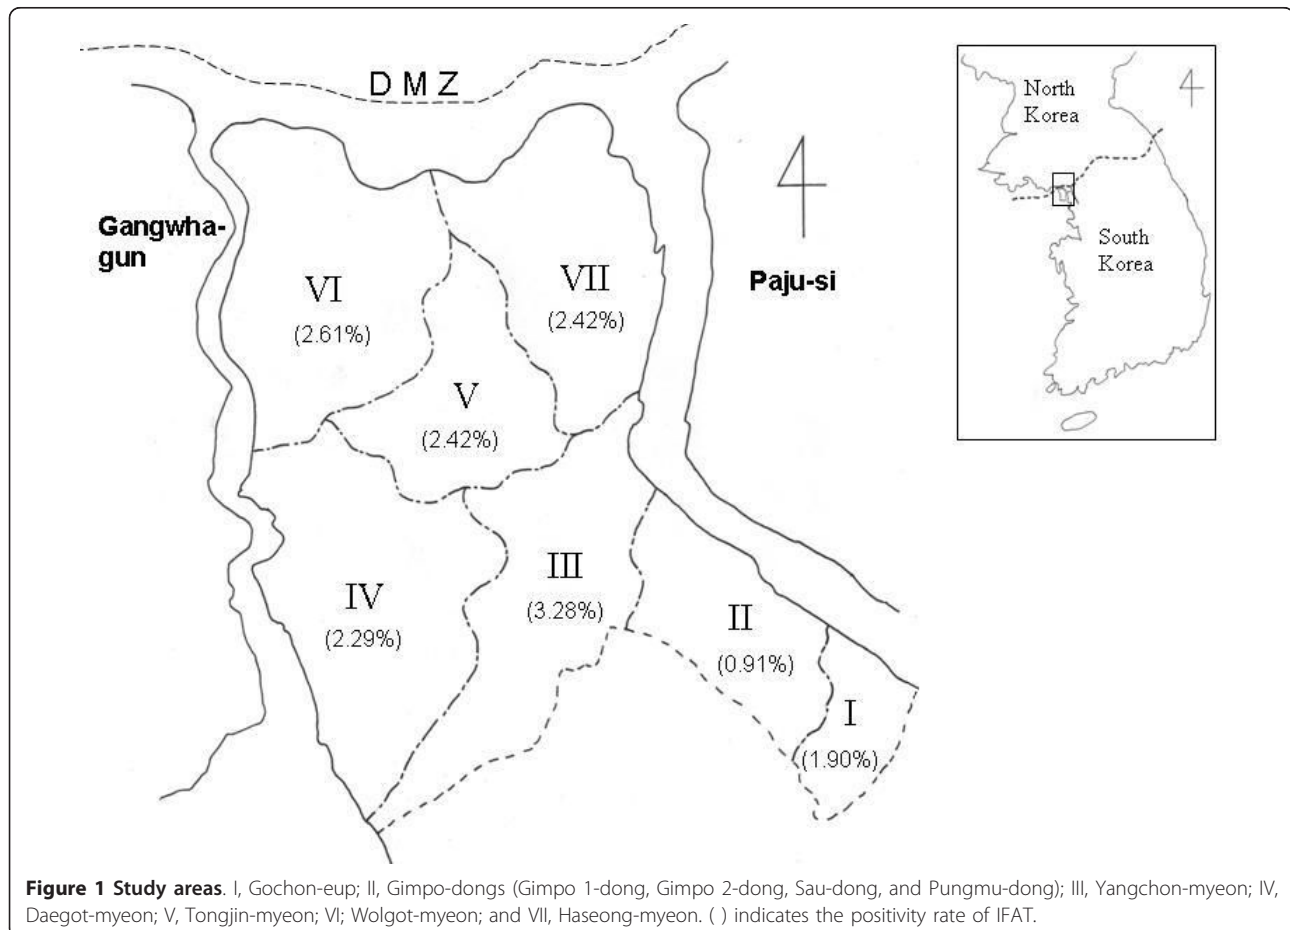 D M Z
North
Korea
4
4
Gangwha-
gun
South
Korea
VI
(2.61%)
VII
(2.42%)
Paju-si
V
(2.42%)
IV
(2.29%)
III
(3.28%)
II
(0.91%)
I
(1.90%)
Figure 1 Study areas. I, Gochon-eup; II, Gimpo-dongs (Gimpo 1-dong, Gimpo 2-dong, Sau-dong, and Pungmu-dong); III, Yangchon-myeon; IV,
Daegot-myeon; V, Tongjin-myeon; VI; Wolgot-myeon; and VII, Haseong-myeon. ( ) indicates the positivity rate of IFAT.